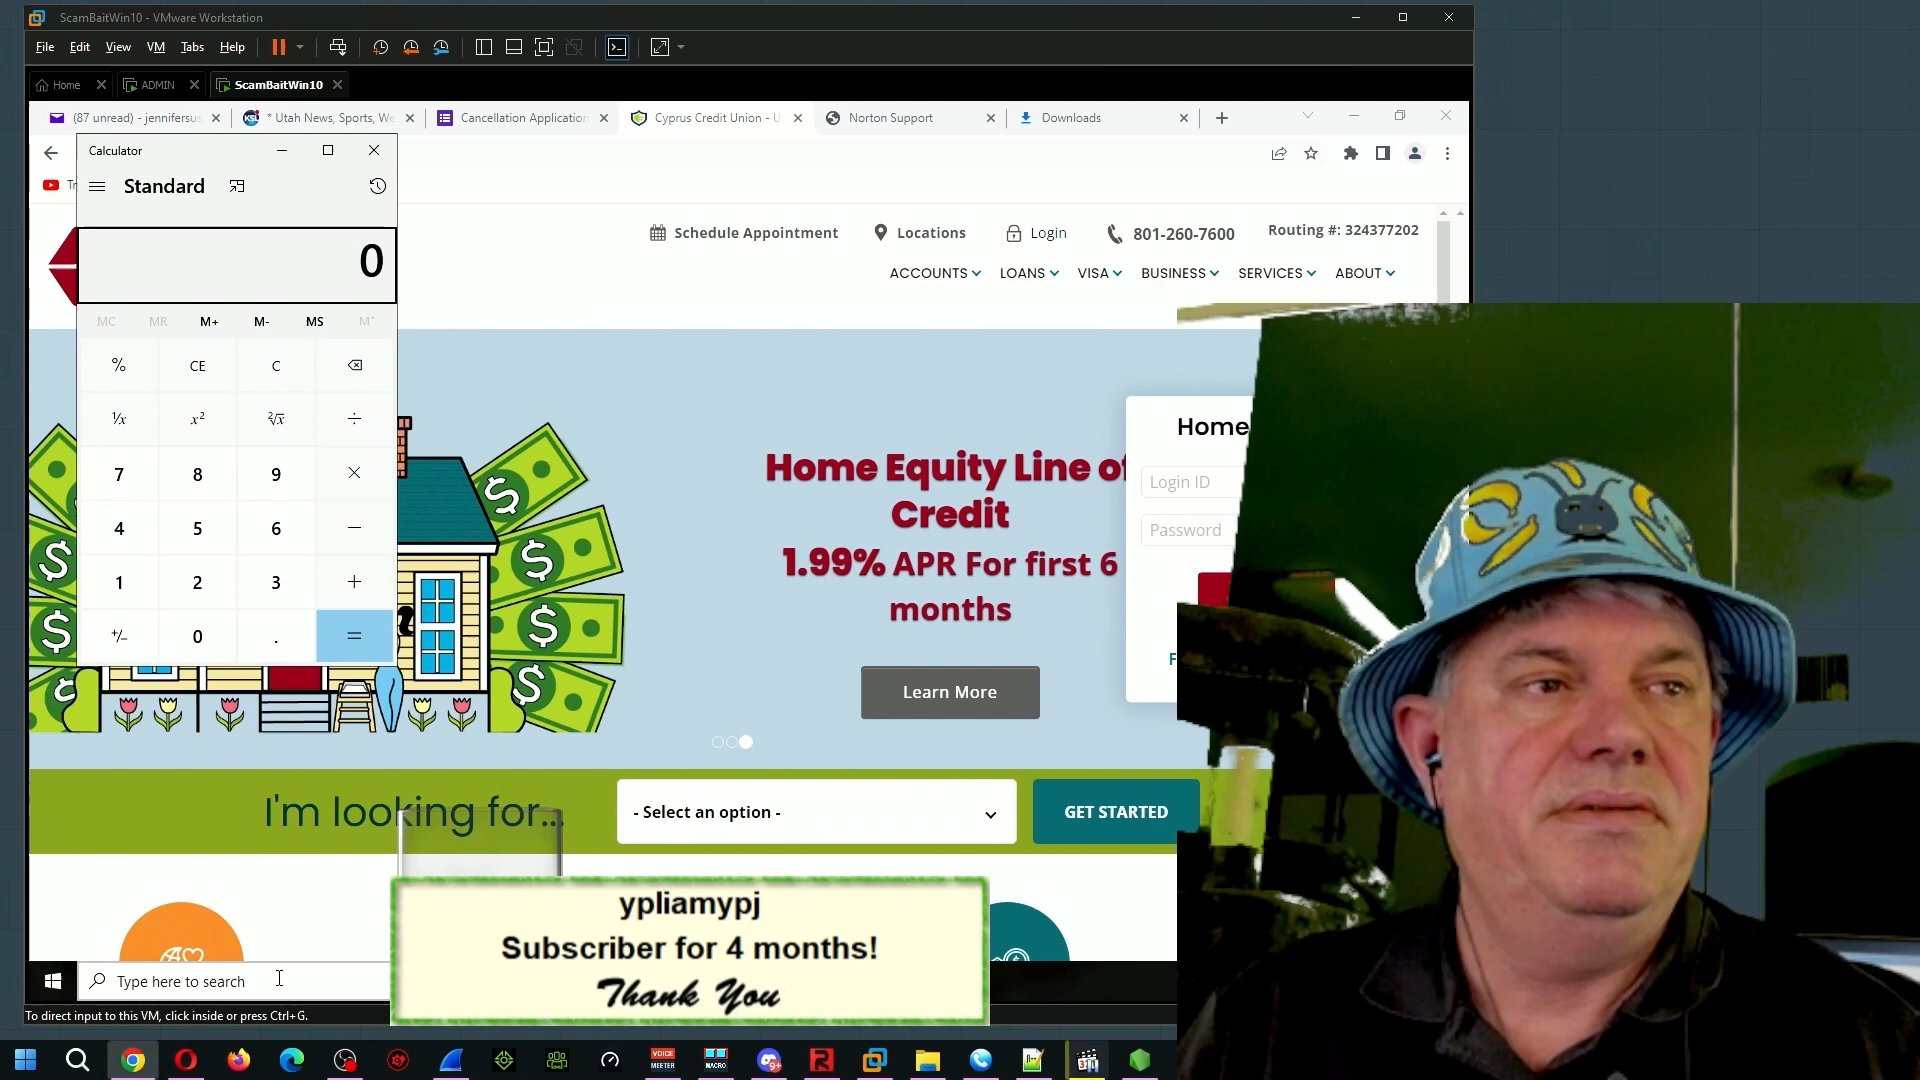 ScamBaitWin10 - VMware Workstation
File Edit View VM Tabs Help
Home ADMIN ScamBaitWin10
(87 unread) - jennifersus * Utah News, Sports, We Cancellation Application Cyprus Credit Union - U Norton Support Downloads
Calculator
Standard
0
MC MR M+ M- MS
% CE C
¹/x x² ²√x ÷
7 8 9 ×
4 5 6 −
1 2 3 +
+/− 0 . =
Schedule Appointment Locations Login 801-260-7600 Routing #: 324377202
ACCOUNTS LOANS VISA BUSINESS SERVICES ABOUT
Home Equity Line of
Credit
1.99% APR For first 6
months
Learn More
Home
Login ID
Password
I'm looking for...
- Select an option -
GET STARTED
ypliamypj
Subscriber for 4 months!
Thank You
Type here to search
To direct input to this VM, click inside or press Ctrl+G.
VOICE
MEETER
MACRO
9+